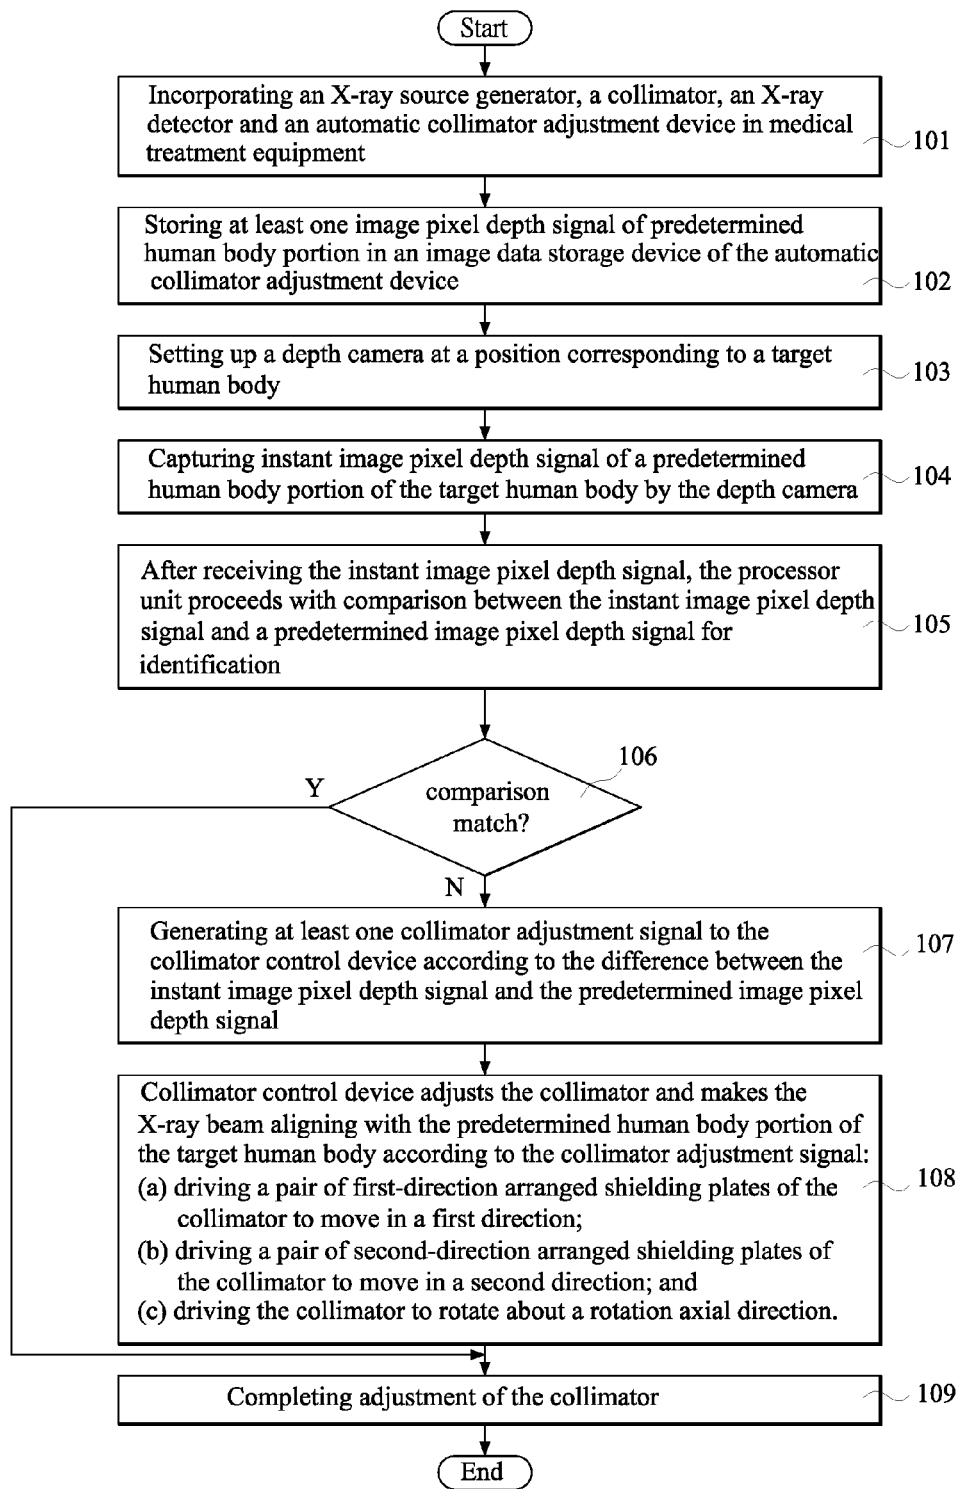 Start
Incorporating an X-ray source generator, a collimator, an X-ray
detector and an automatic collimator adjustment device in medical
treatment equipment
101
Storing at least one image pixel depth signal of predetermined
human body portion in an image data storage device of the automatic
collimator adjustment device
102
Setting up a depth camera at a position corresponding to a target
human body
103
Capturing instant image pixel depth signal of a predetermined
human body portion of the target human body by the depth camera
104
After receiving the instant image pixel depth signal, the processor
unit proceeds with comparison between the instant image pixel depth
signal and a predetermined image pixel depth signal for
identification
105
106
Y
comparison
match?
N
Generating at least one collimator adjustment signal to the
collimator control device according to the difference between the
instant image pixel depth signal and the predetermined image pixel
depth signal
107
Collimator control device adjusts the collimator and makes the
X-ray beam aligning with the predetermined human body portion of
the target human body according to the collimator adjustment signal:
(a) driving a pair of first-direction arranged shielding plates of the
collimator to move in a first direction;
(b) driving a pair of second-direction arranged shielding plates of
the collimator to move in a second direction; and
(c) driving the collimator to rotate about a rotation axial direction.
108
Completing adjustment of the collimator
109
End